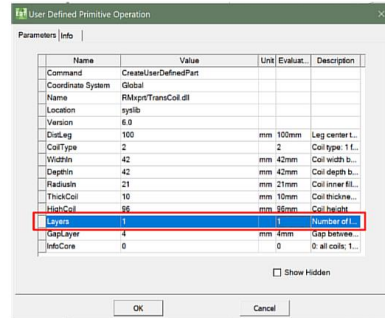 User Defined Primitive Operation
Parameters Info
Name Value Unit Evaluat... Description
Command CreateUserDefinedPart
Coordinate System Global
Name RMxprt/TransCoil.dll
Location syslib
Version 6.0
DistLeg 100 mm 100mm Leg center t...
CoilType 2 2 Coil type: 1 f...
WidthIn 42 mm 42mm Coil width b...
DepthIn 42 mm 42mm Coil depth b...
RadiusIn 21 mm 21mm Coil inner fill...
ThickCoil 10 mm 10mm Coil thickne...
HighCoil 96 mm 96mm Coil height
Layers 1 1 Number of l...
GapLayer 4 mm 4mm Gap betwee...
InfoCore 0 0 0: all coils; 1...
Show Hidden
OK Cancel